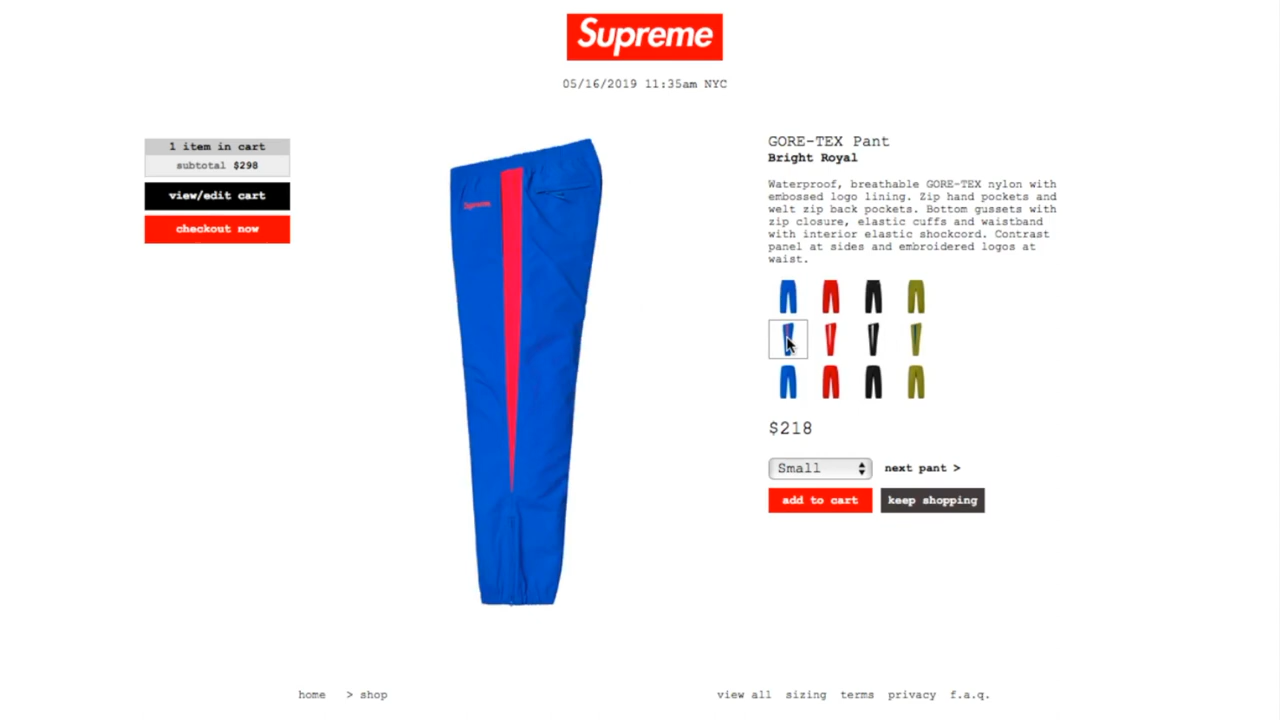 Supreme
05/16/2019 11:35am NYC
1 item in cart
subtotal $298
view/edit cart
checkout now
Supreme
GORE-TEX Pant
Bright Royal
Waterproof, breathable GORE-TEX nylon with
embossed logo lining. Zip hand pockets and
welt zip back pockets. Bottom gussets with
zip closure, elastic cuffs and waistband
with interior elastic shockcord. Contrast
panel at sides and embroidered logos at
waist.
$218
Small
next pant >
add to cart
keep shopping
home > shop
view all sizing terms privacy f.a.q.